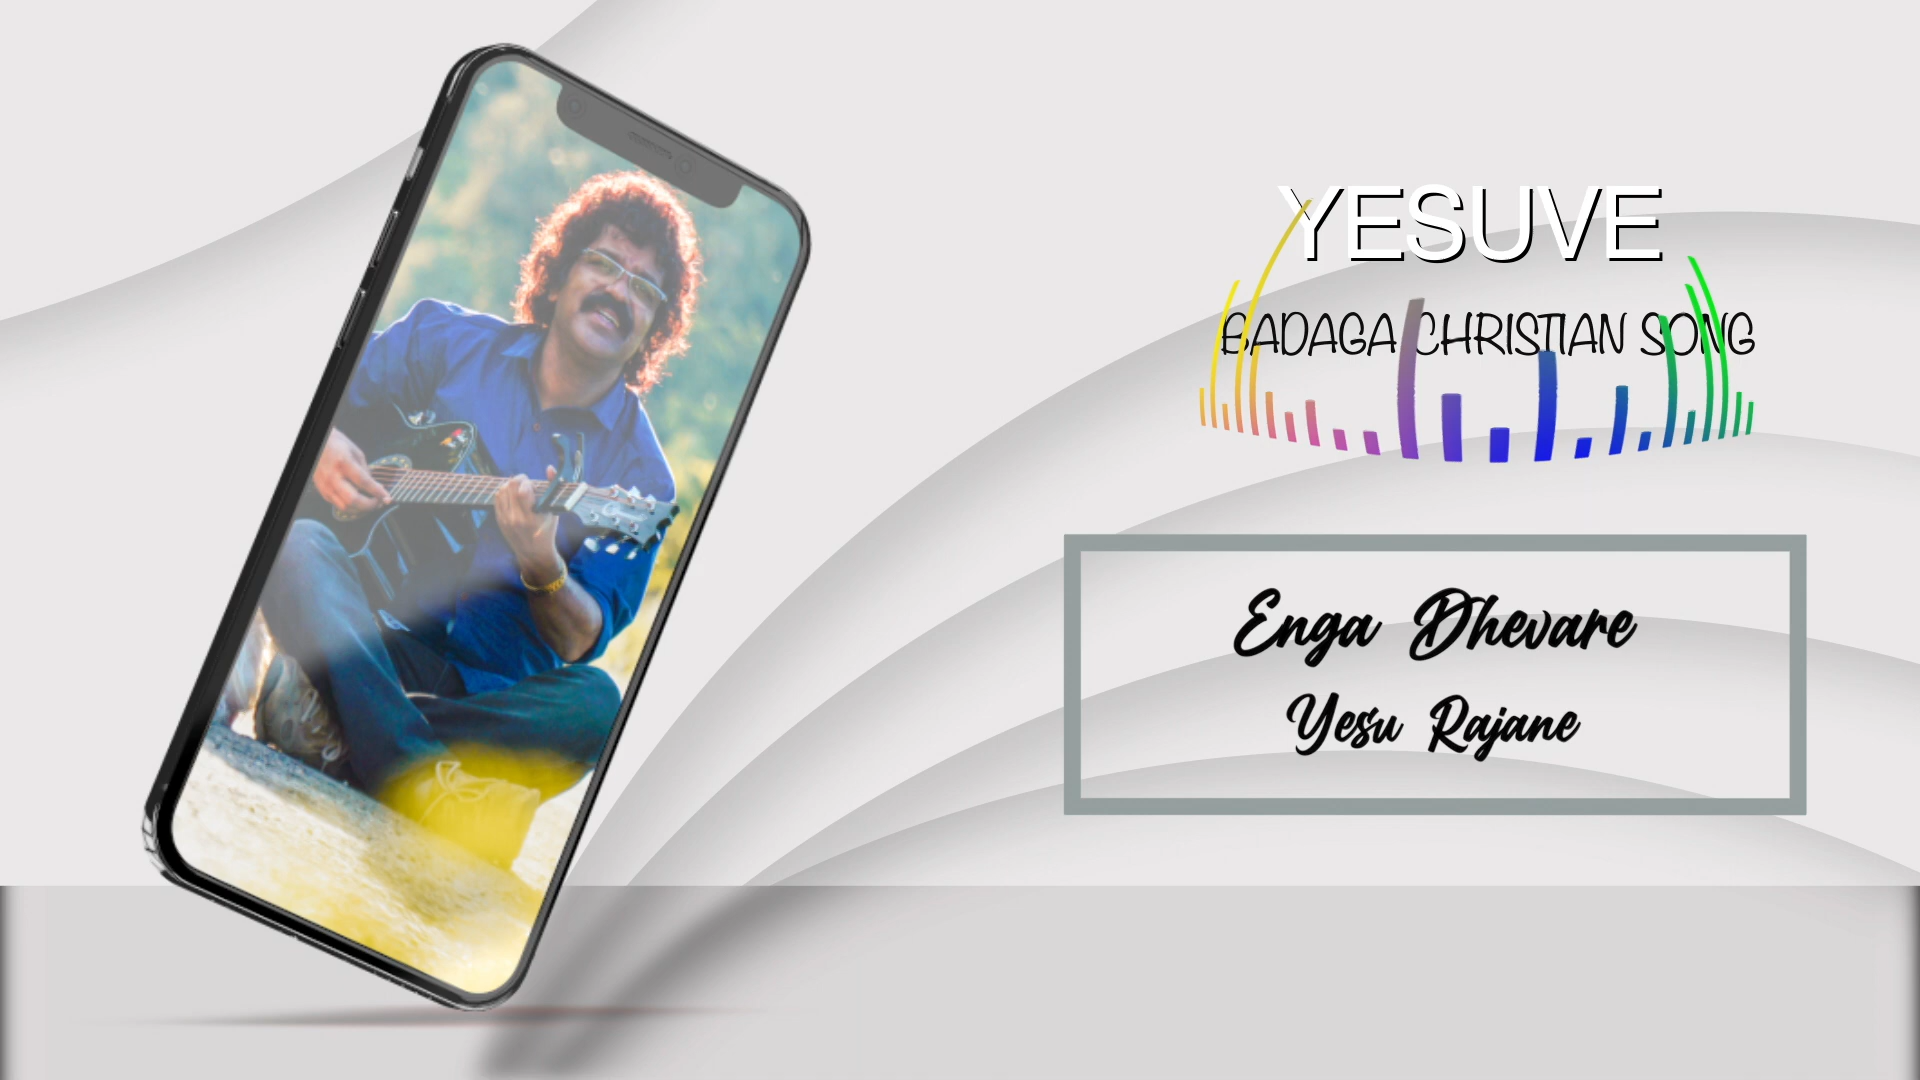 YESUVE
BADAGA CHRISTIAN SONG
Enga Dhevare
Yesu Rajane